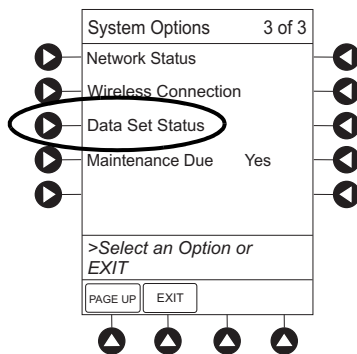 System Options 3 of 3
Network Status
Wireless Connection
Data Set Status
Maintenance Due Yes
>Select an Option or
EXIT
PAGE UP EXIT